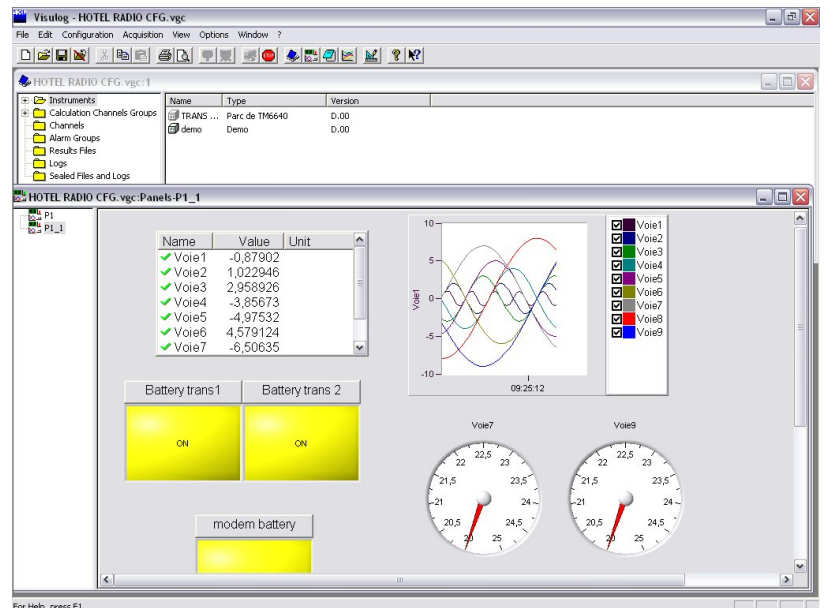 Visulog - HOTEL RADIO CFG.vgc
File Edit Configuration Acquisition View Options Window ?
STOP
HOTEL RADIO CFG.vgc:1
Instruments
Calculation Channels Groups
Channels
Alarm Groups
Results Files
Logs
Sealed Files and Logs
Name Type Version
TRANS ... Parc de TM6640 D.00
demo Demo D.00
HOTEL RADIO CFG.vgc:Panels-P1_1
P1
P1_1
Name Value Unit
Voie1 -0,87902
Voie2 1,022946
Voie3 2,958926
Voie4 -3,85673
Voie5 -4,97532
Voie6 4,579124
Voie7 -6,50635
10
5
0
-5
-10
Voie1
09:25:12
Voie1
Voie2
Voie3
Voie4
Voie5
Voie6
Voie7
Voie8
Voie9
Battery trans1 Battery trans 2
ON ON
modem battery
Voie7
20 20,5 21 21,5 22 22,5 23 23,5 24 24,5 25
Voie9
20 20,5 21 21,5 22 22,5 23 23,5 24 24,5 25
For Help, press F1